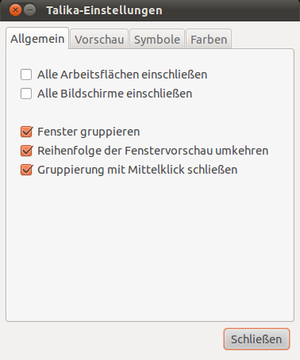 Talika-Einstellungen
Allgemein Vorschau Symbole Farben
Alle Arbeitsflächen einschließen
Alle Bildschirme einschließen
Fenster gruppieren
Reihenfolge der Fenstervorschau umkehren
Gruppierung mit Mittelklick schließen
Schließen